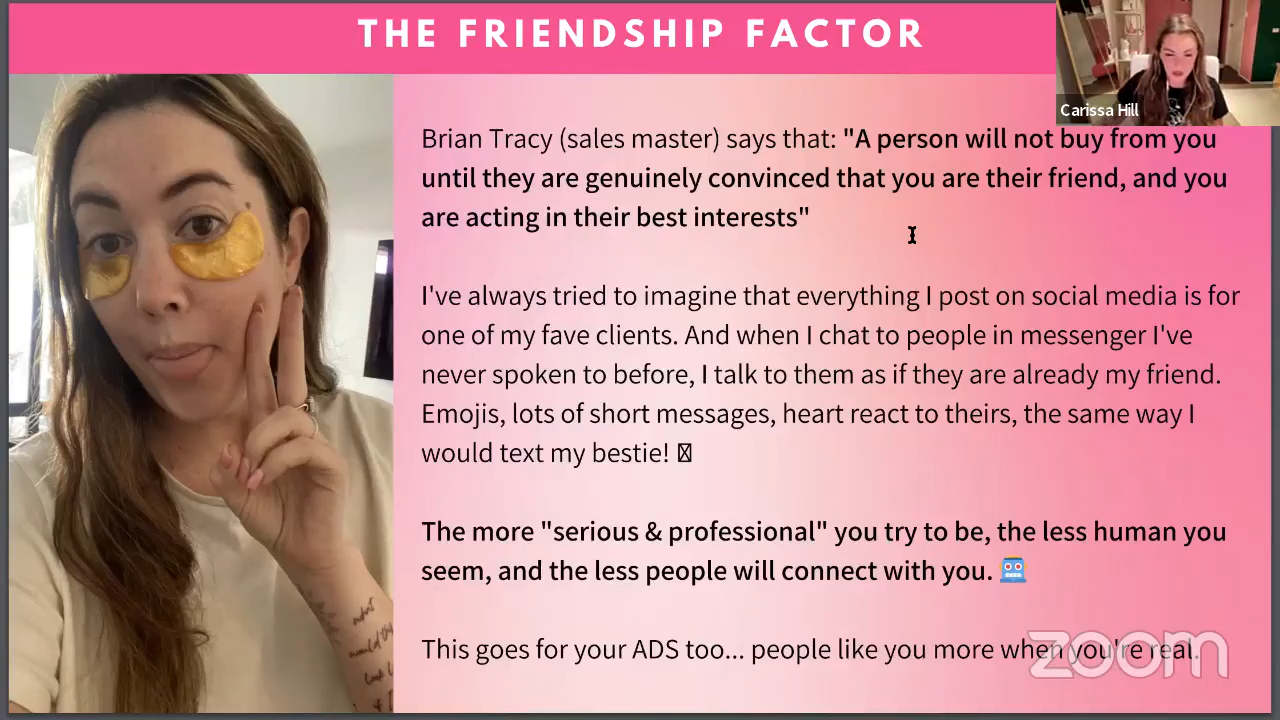 THE FRIENDSHIP FACTOR
Carissa Hill
Brian Tracy (sales master) says that: "A person will not buy from you
until they are genuinely convinced that you are their friend, and you
are acting in their best interests"
I've always tried to imagine that everything I post on social media is for
one of my fave clients. And when I chat to people in messenger I've
never spoken to before, I talk to them as if they are already my friend.
Emojis, lots of short messages, heart react to theirs, the same way I
would text my bestie!
The more "serious & professional" you try to be, the less human you
seem, and the less people will connect with you. 🤖
This goes for your ADS too... people like you more when you're real.
zoom
what